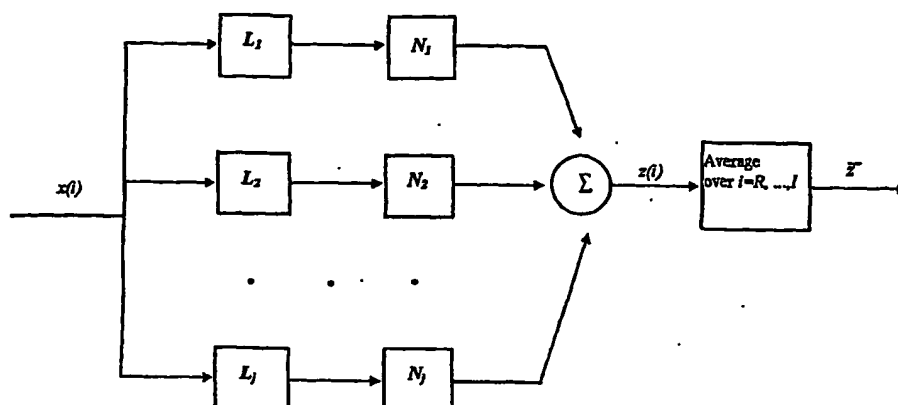 L₁ N₁
Average
over i=R, ...,I
L₂ N₂ Σ z(i) z̄
x(i)
Lⱼ Nⱼ